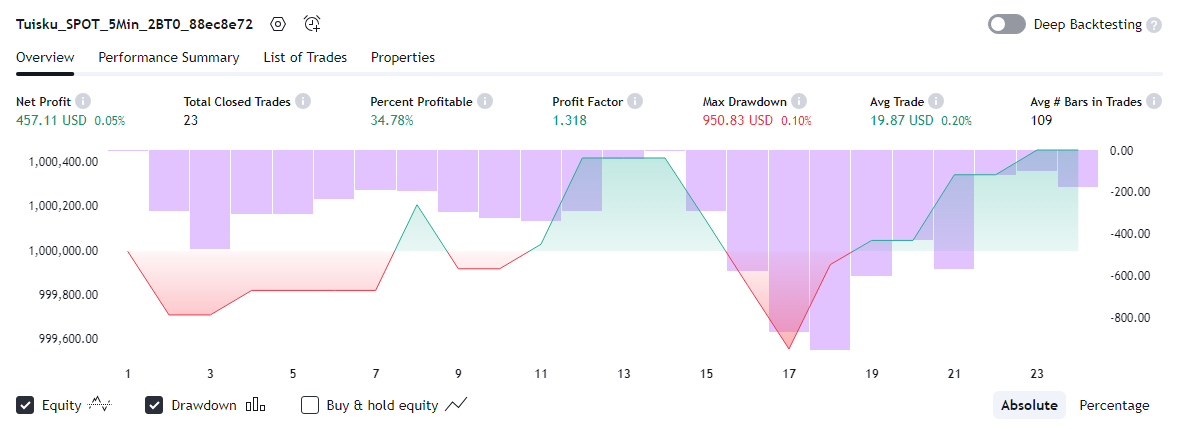 Tuisku_SPOT_5Min_2BT0_88ec8e72 Deep Backtesting ?
Overview Performance Summary List of Trades Properties
Net Profit Total Closed Trades Percent Profitable Profit Factor Max Drawdown Avg Trade Avg # Bars in Trades
457.11 USD 0.05% 23 34.78% 1.318 950.83 USD 0.10% 19.87 USD 0.20% 109
1,000,400.00 0.00
1,000,200.00 -200.00
1,000,000.00 -400.00
999,800.00 -600.00
999,600.00 -800.00
1 3 5 7 9 11 13 15 17 19 21 23
Equity Drawdown Buy & hold equity Absolute Percentage